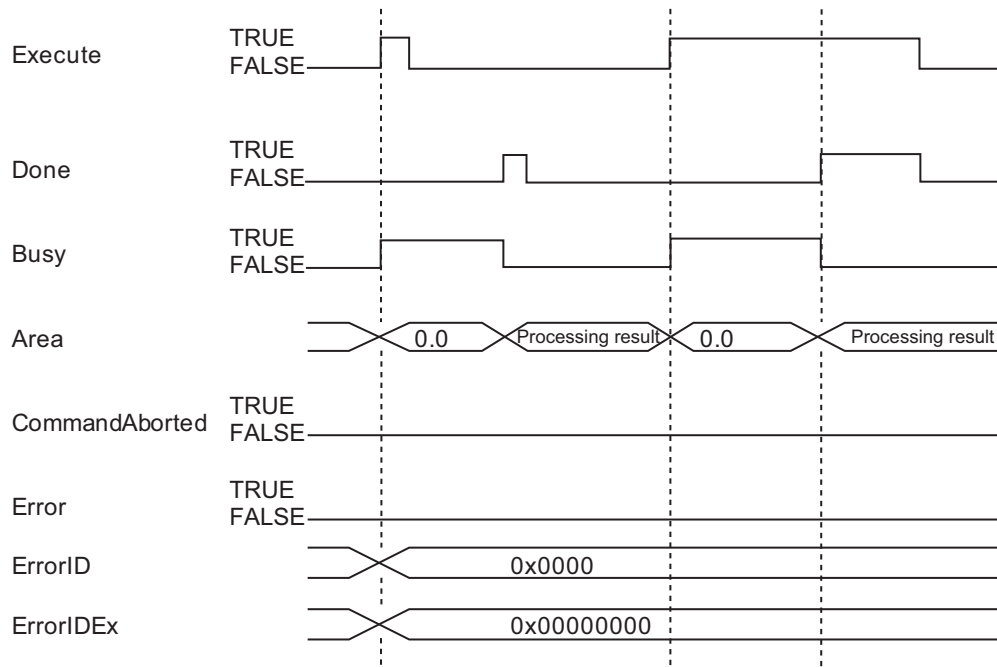 Execute TRUE
FALSE
Done TRUE
FALSE
Busy TRUE
FALSE
Area 0.0 Processing result 0.0 Processing result
CommandAborted TRUE
FALSE
Error TRUE
FALSE
ErrorID 0x0000
ErrorIDEx 0x00000000